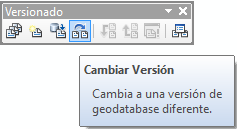 Versionado
Cambiar Versión
Cambia a una versión de
geodatabase diferente.